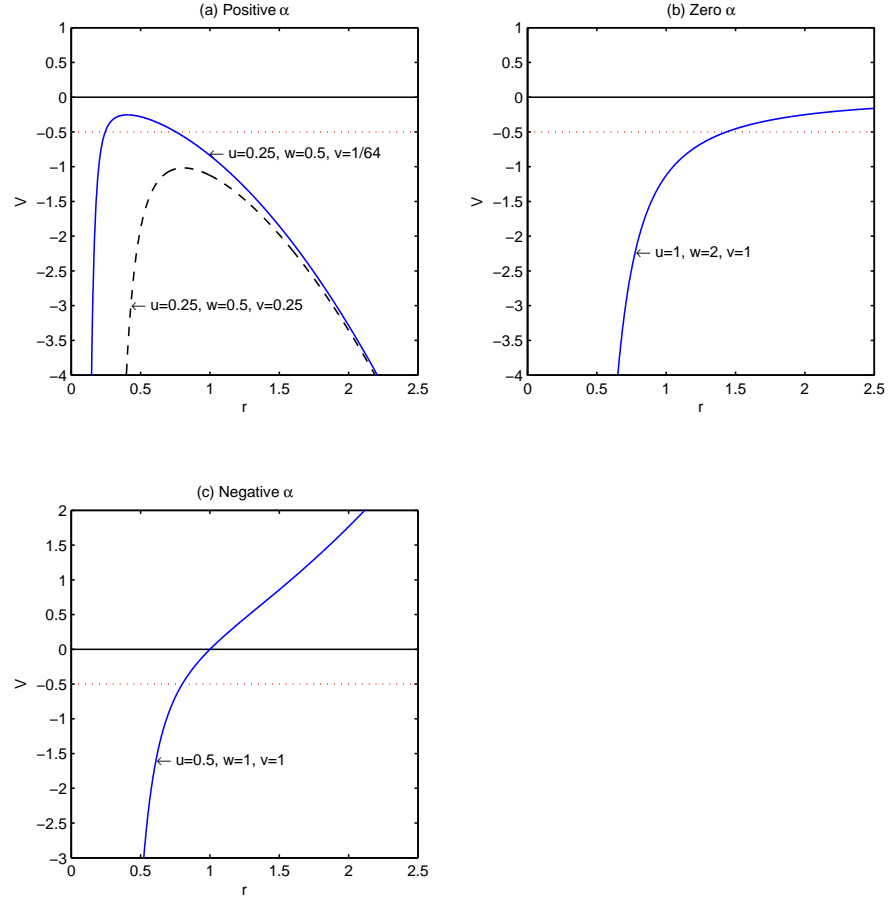 (a) Positive α
1
0.5
0
−0.5
−1
−1.5
−2
−2.5
−3
−3.5
−4
V
u=0.25, w=0.5, v=1/64
u=0.25, w=0.5, v=0.25
0 0.5 1 1.5 2 2.5
r
(b) Zero α
1
0.5
0
−0.5
−1
−1.5
−2
−2.5
−3
−3.5
−4
V
u=1, w=2, v=1
0 0.5 1 1.5 2 2.5
r
(c) Negative α
2
1.5
1
0.5
0
−0.5
−1
−1.5
−2
−2.5
−3
V
u=0.5, w=1, v=1
0 0.5 1 1.5 2 2.5
r